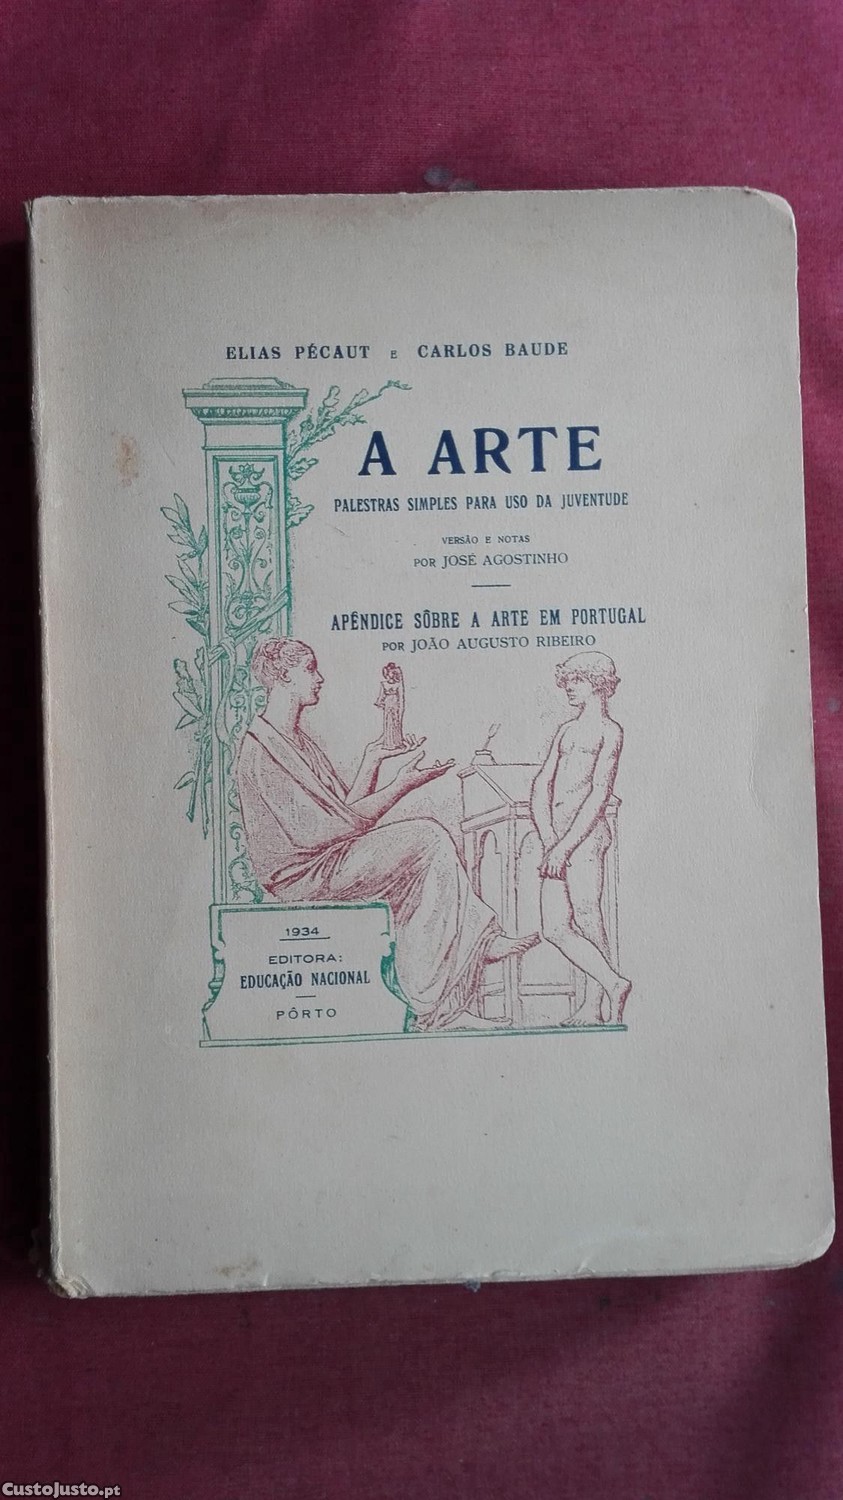 ELIAS PÉCAUT E CARLOS BAUDE
A ARTE
PALESTRAS SIMPLES PARA USO DA JUVENTUDE
VERSÃO E NOTAS
POR JOSÉ AGOSTINHO
APÊNDICE SÔBRE A ARTE EM PORTUGAL
POR JOÃO AUGUSTO RIBEIRO
1934
EDITORA:
EDUCAÇÃO NACIONAL
PÔRTO
CustoJusto.pt